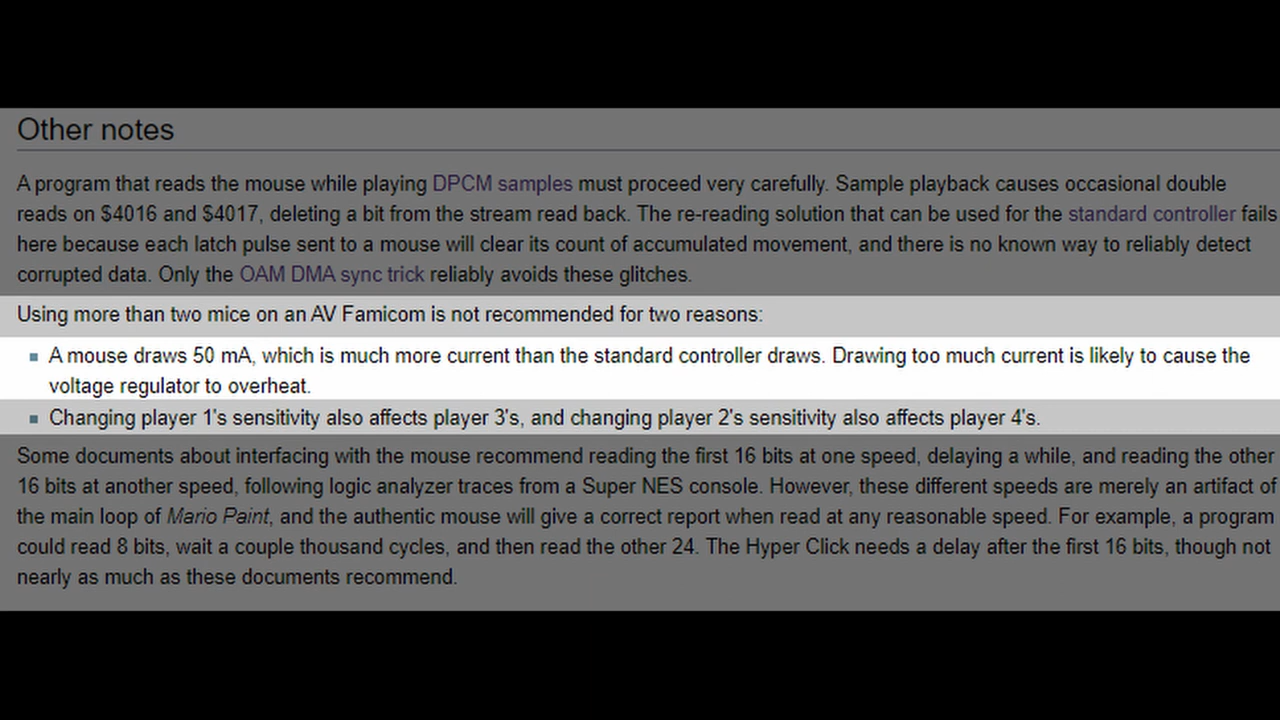 Other notes
A program that reads the mouse while playing DPCM samples must proceed very carefully. Sample playback causes occasional double
reads on $4016 and $4017, deleting a bit from the stream read back. The re-reading solution that can be used for the standard controller fails
here because each latch pulse sent to a mouse will clear its count of accumulated movement, and there is no known way to reliably detect
corrupted data. Only the OAM DMA sync trick reliably avoids these glitches.
Using more than two mice on an AV Famicom is not recommended for two reasons:
A mouse draws 50 mA, which is much more current than the standard controller draws. Drawing too much current is likely to cause the
voltage regulator to overheat.
Changing player 1's sensitivity also affects player 3's, and changing player 2's sensitivity also affects player 4's.
Some documents about interfacing with the mouse recommend reading the first 16 bits at one speed, delaying a while, and reading the other
16 bits at another speed, following logic analyzer traces from a Super NES console. However, these different speeds are merely an artifact of
the main loop of Mario Paint, and the authentic mouse will give a correct report when read at any reasonable speed. For example, a program
could read 8 bits, wait a couple thousand cycles, and then read the other 24. The Hyper Click needs a delay after the first 16 bits, though not
nearly as much as these documents recommend.